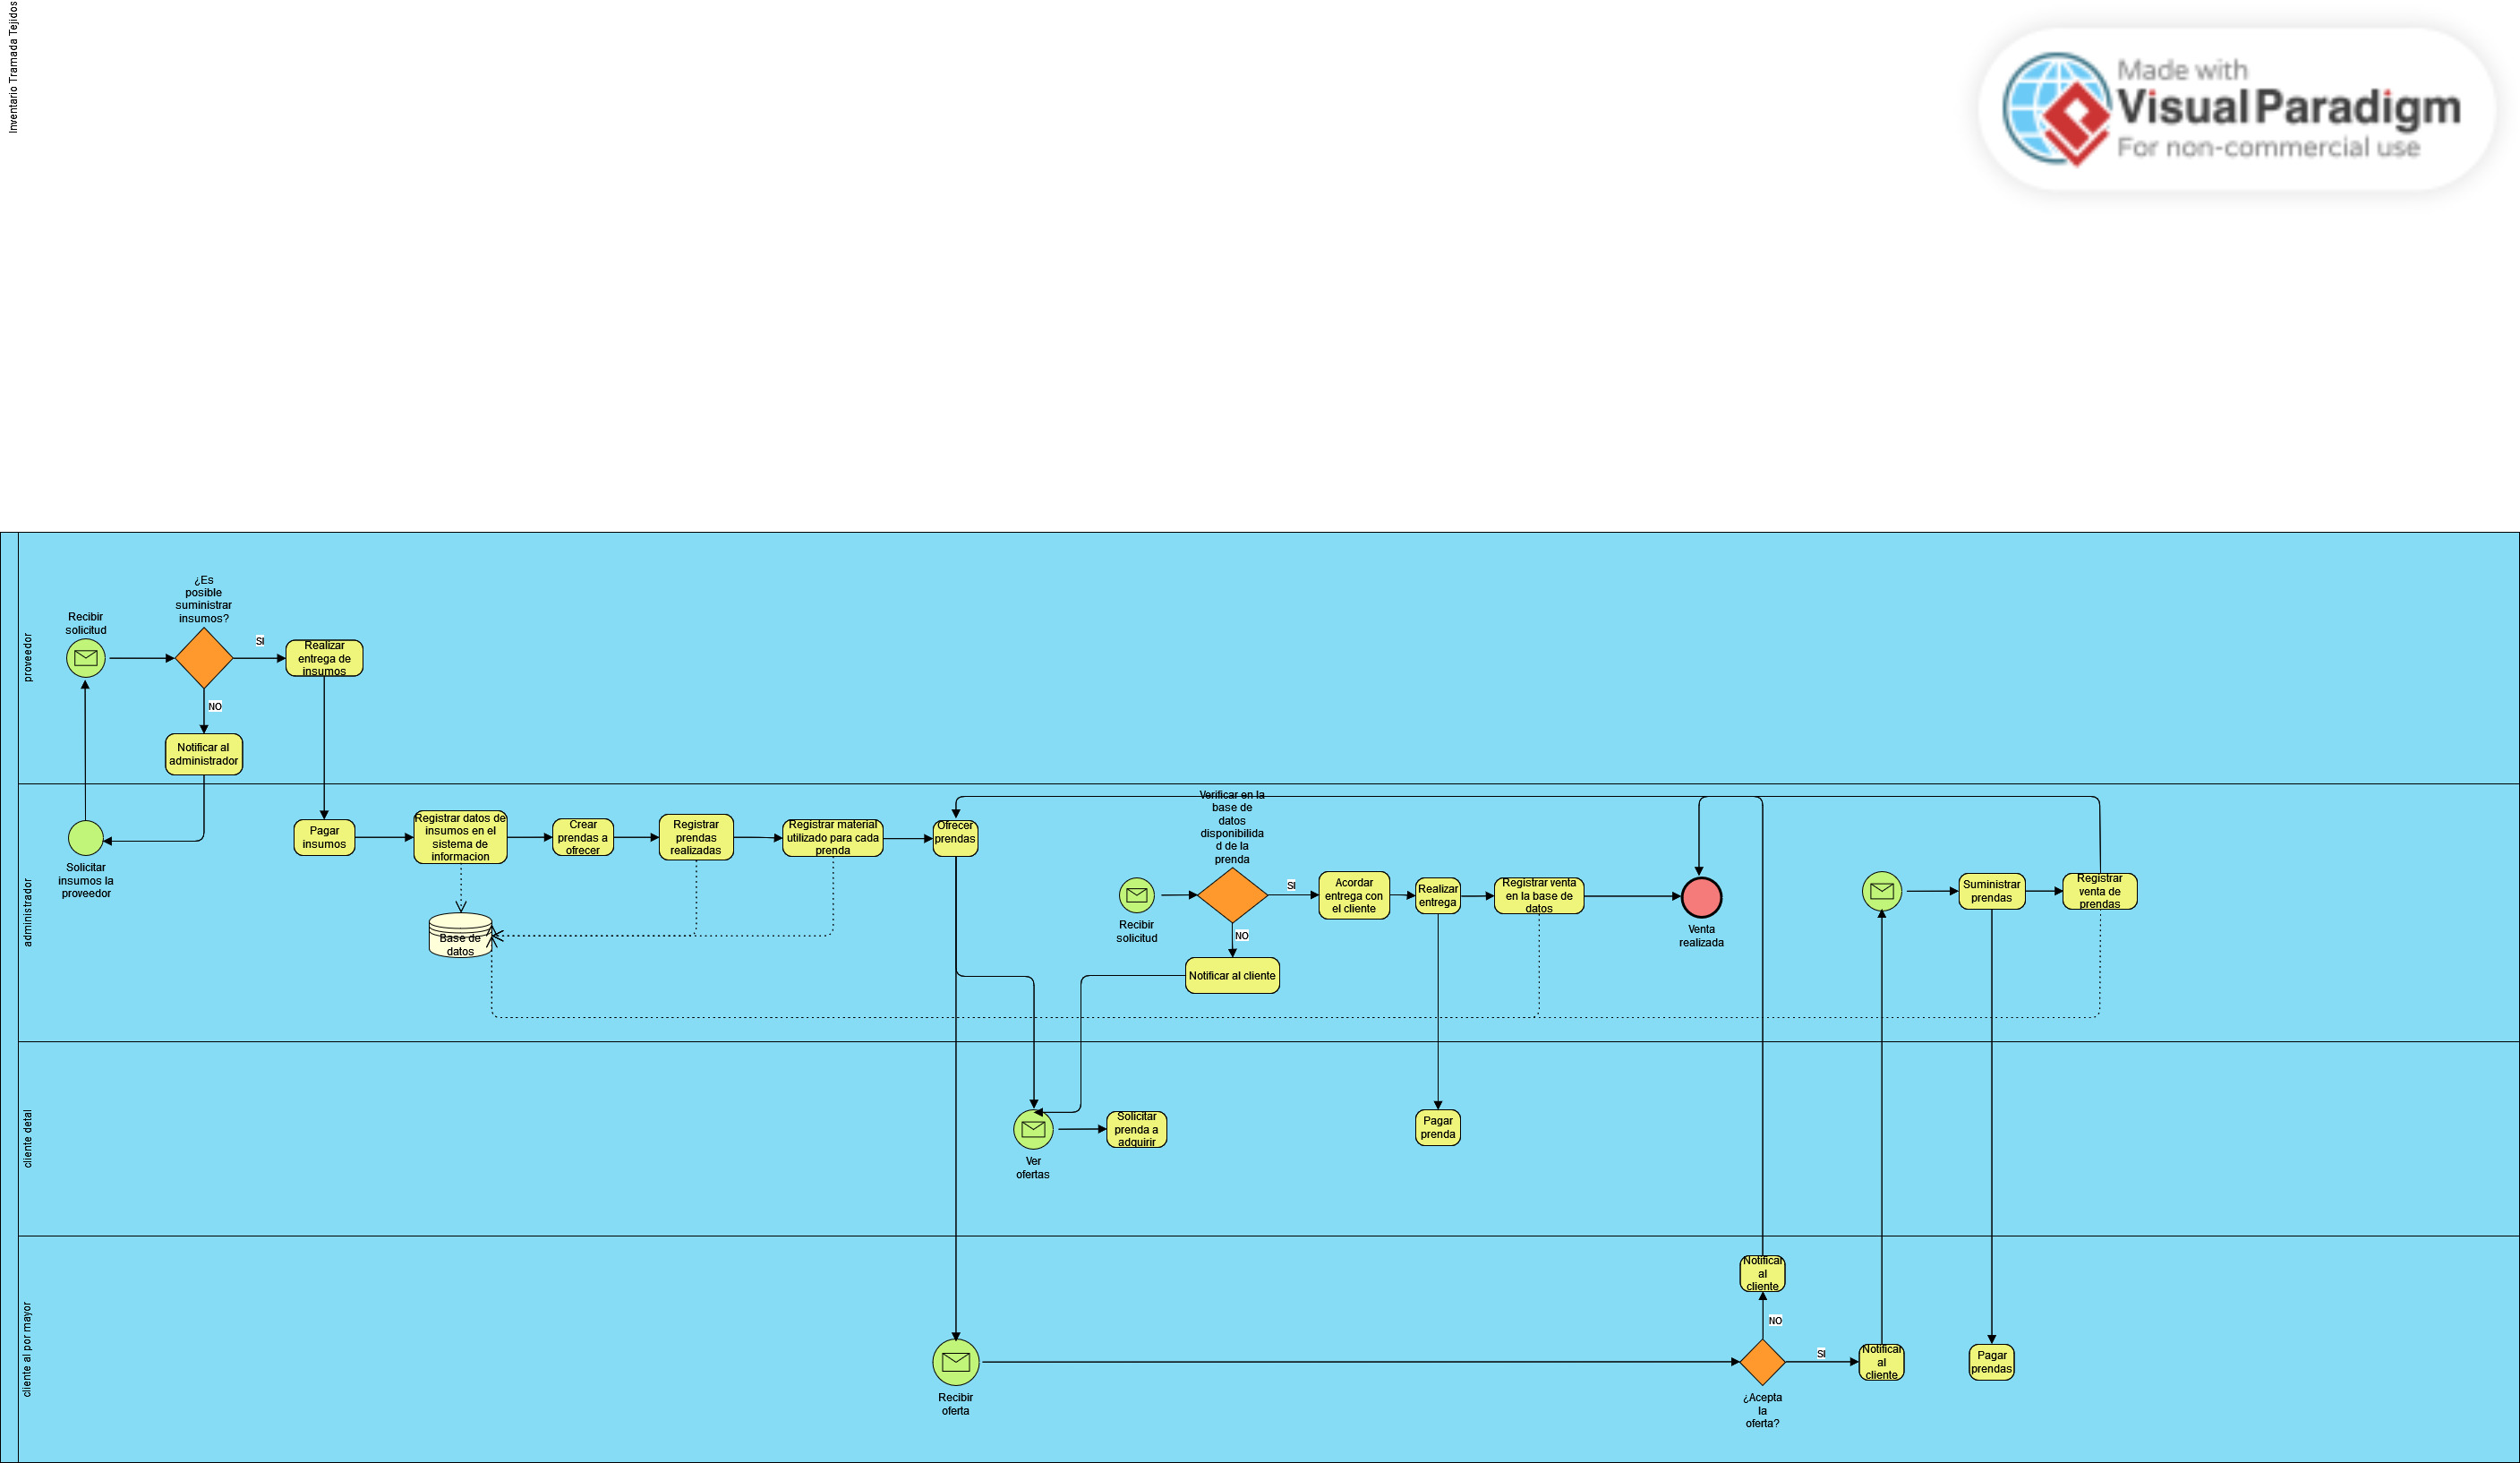 Inventario Tramada Tejidos
Made with
Visual Paradigm
For non-commercial use
proveedor
Recibir
solicitud
¿Es
posible
suministrar
insumos?
SI
Realizar
entrega de
insumos
NO
Notificar al
administrador
administrador
Solicitar
insumos la
proveedor
Pagar
insumos
Registrar datos de
insumos en el
sistema de
informacion
Base de
datos
Crear
prendas a
ofrecer
Registrar
prendas
realizadas
Registrar material
utilizado para cada
prenda
Ofrecer
prendas
Recibir
solicitud
Verificar en la
base de
datos
disponibilida
d de la
prenda
SI
NO
Notificar al cliente
Acordar
entrega con
el cliente
Realizar
entrega
Registrar venta
en la base de
datos
Venta
realizada
Suministrar
prendas
Registrar
venta de
prendas
cliente detal
Ver
ofertas
Solicitar
prenda a
adquirir
Pagar
prenda
cliente al por mayor
Recibir
oferta
Notificar
al
cliente
NO
¿Acepta
la
oferta?
SI
Notificar
al
cliente
Pagar
prendas